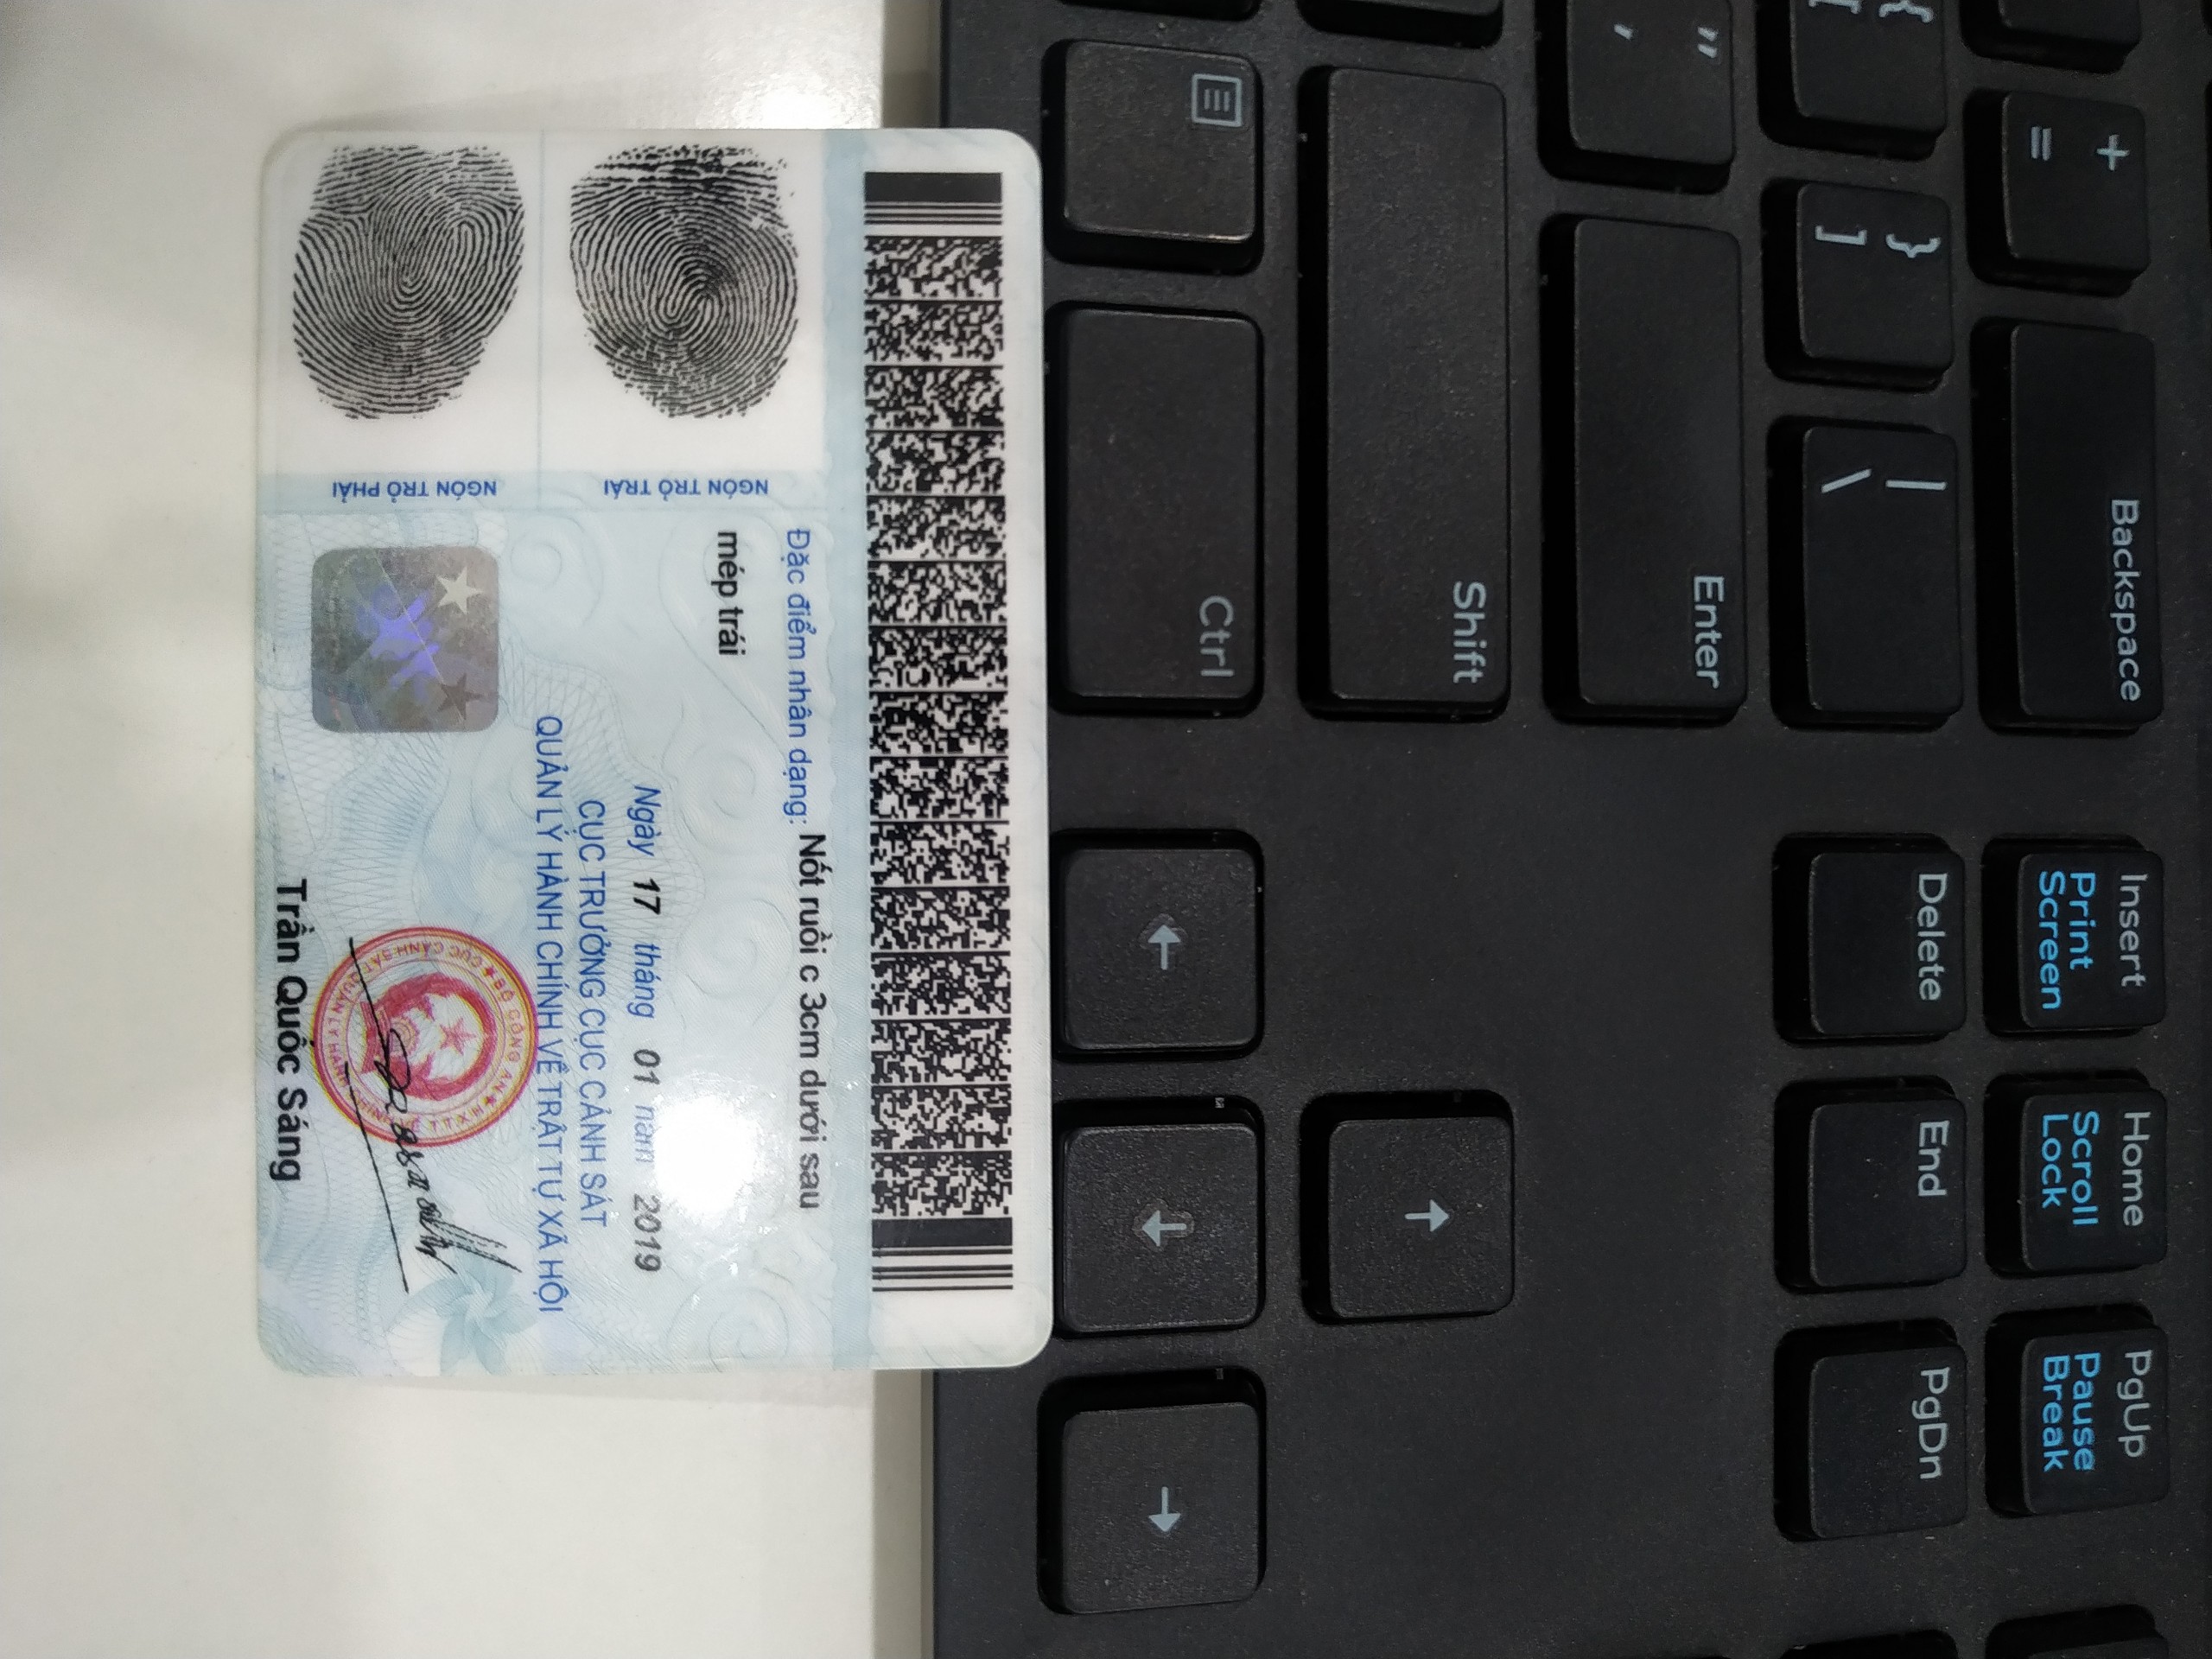 +
=
Backspace
Insert
Print
Screen
Home
Scroll
Lock
PgUp
Pause
Break
{
[
}
]
|
\
Delete
End
PgDn
"
,
Enter
Shift
↑
Ctrl
←
↓
→
Đặc điểm nhân dạng: Nốt ruồi c 3cm dưới sau
mép trái
NGÓN TRỎ TRÁI
NGÓN TRỎ PHẢI
Ngày 17 tháng 01 năm 2019
CỤC TRƯỞNG CỤC CẢNH SÁT
QUẢN LÝ HÀNH CHÍNH VỀ TRẬT TỰ XÃ HỘI
BỘ CÔNG AN
CỤC CẢNH SÁT QUẢN LÝ HÀNH CHÍNH
Trần Quốc Sáng